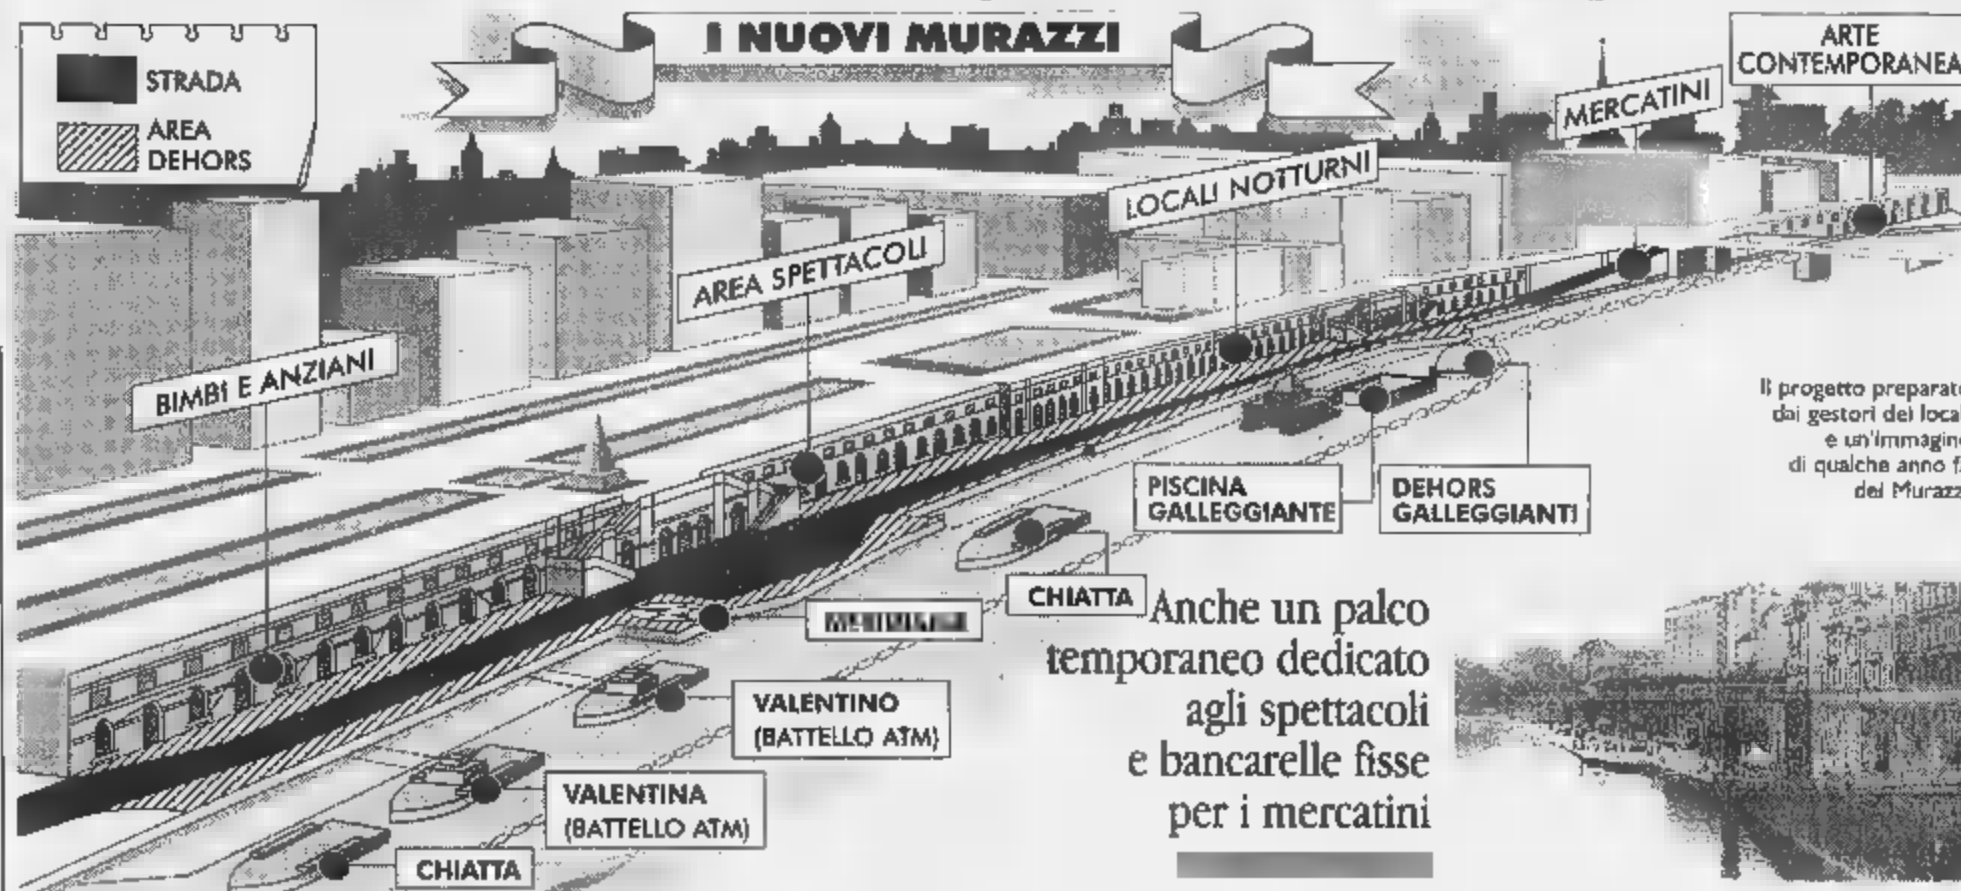 I NUOVI MURAZZI
STRADA
AREA
DEHORS
ARTE
CONTEMPORANEA
MERCATINI
LOCALI NOTTURNI
AREA SPETTACOLI
BIMBI E ANZIANI
Il progetto preparato
dai gestori dei local
e un'immagine
di qualche anno fa
dei Murazz
PISCINA
GALLEGGIANTE
DEHORS
GALLEGGIANTI
CHIATTA
VALENTINO
(BATTELLO ATM)
VALENTINA
(BATTELLO ATM)
CHIATTA
Anche un palco
temporaneo dedicato
agli spettacoli
e bancarelle fisse
per i mercatini